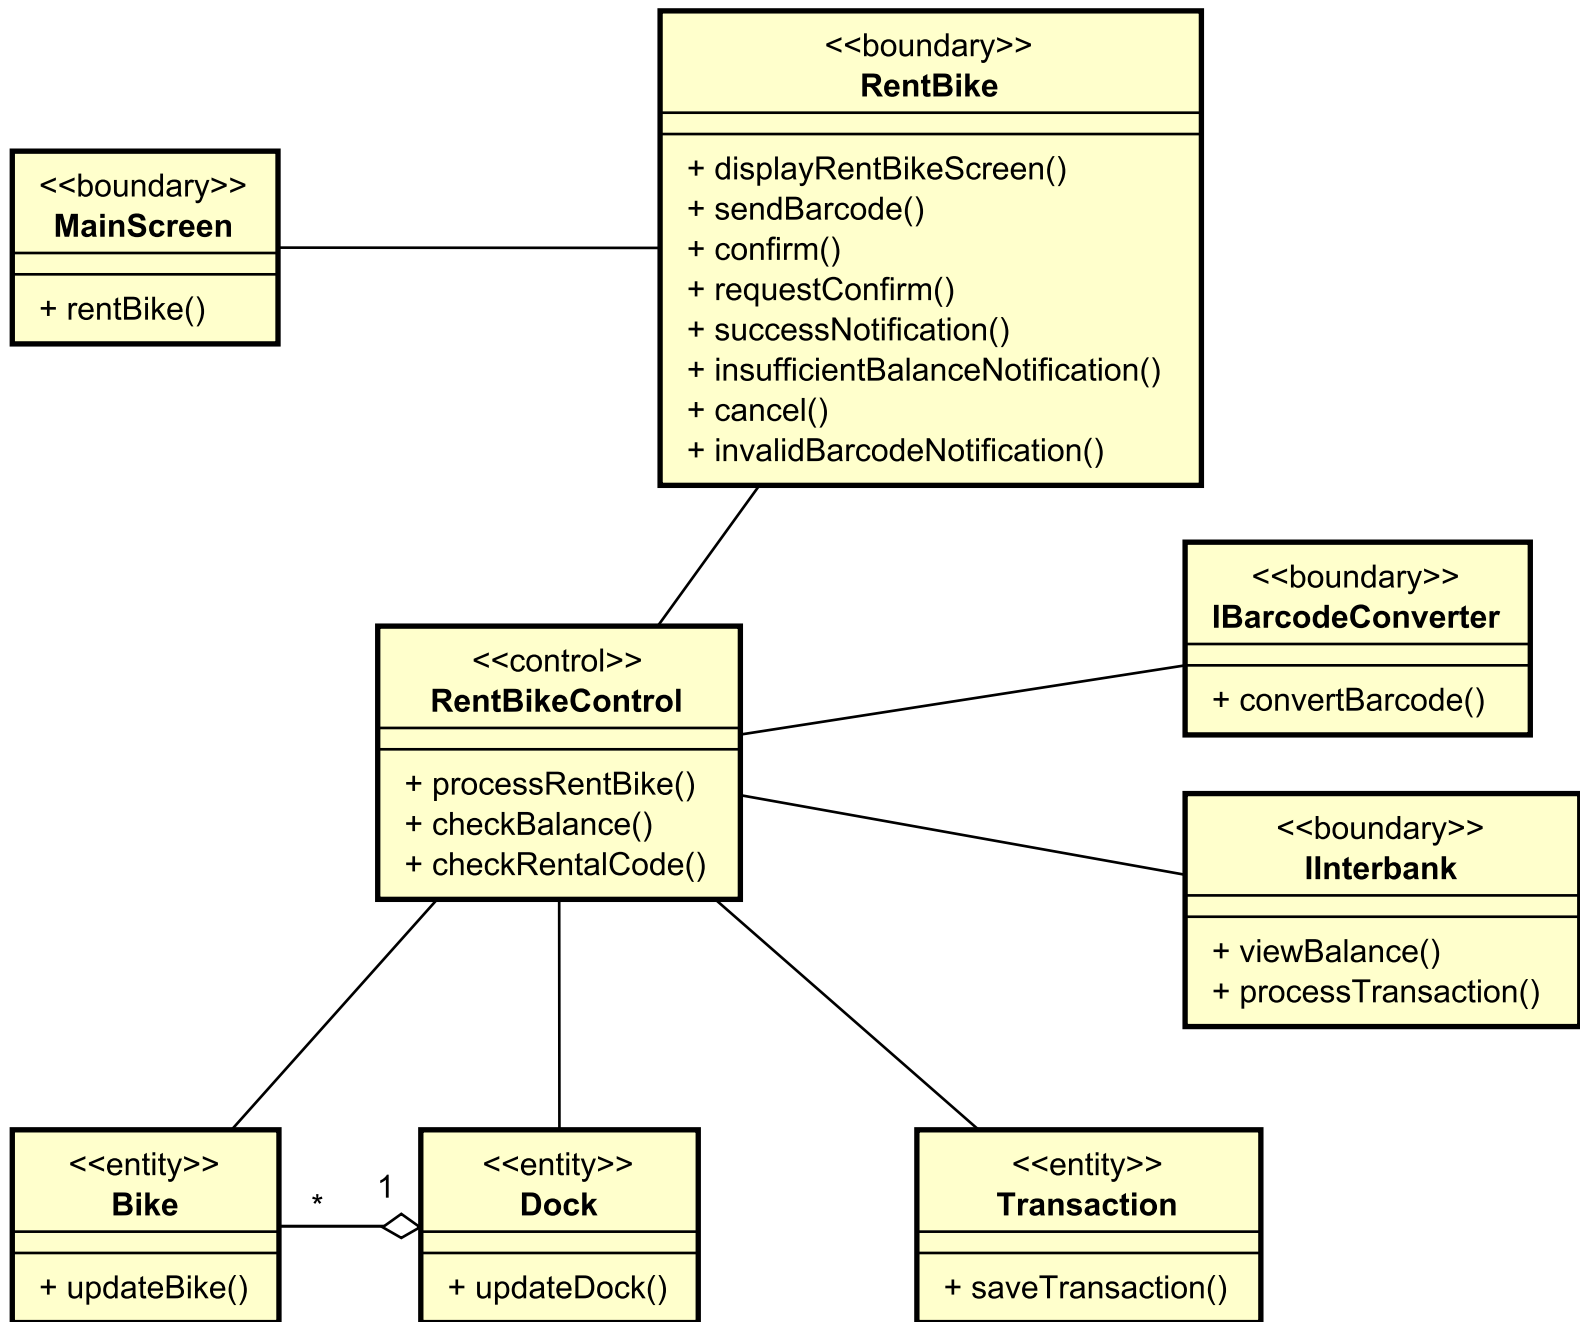 <<boundary>>
RentBike
+ displayRentBikeScreen()
+ sendBarcode()
+ confirm()
+ requestConfirm()
+ successNotification()
+ insufficientBalanceNotification()
+ cancel()
+ invalidBarcodeNotification()
<<boundary>>
MainScreen
+ rentBike()
<<boundary>>
IBarcodeConverter
+ convertBarcode()
<<control>>
RentBikeControl
+ processRentBike()
+ checkBalance()
+ checkRentalCode()
<<boundary>>
IInterbank
+ viewBalance()
+ processTransaction()
<<entity>>
Bike
+ updateBike()
* 1
<<entity>>
Dock
+ updateDock()
<<entity>>
Transaction
+ saveTransaction()